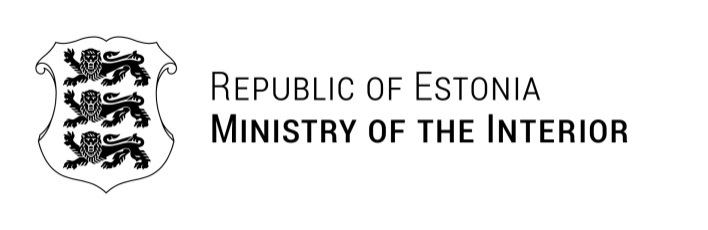 Republic of Estonia
Ministry of the Interior